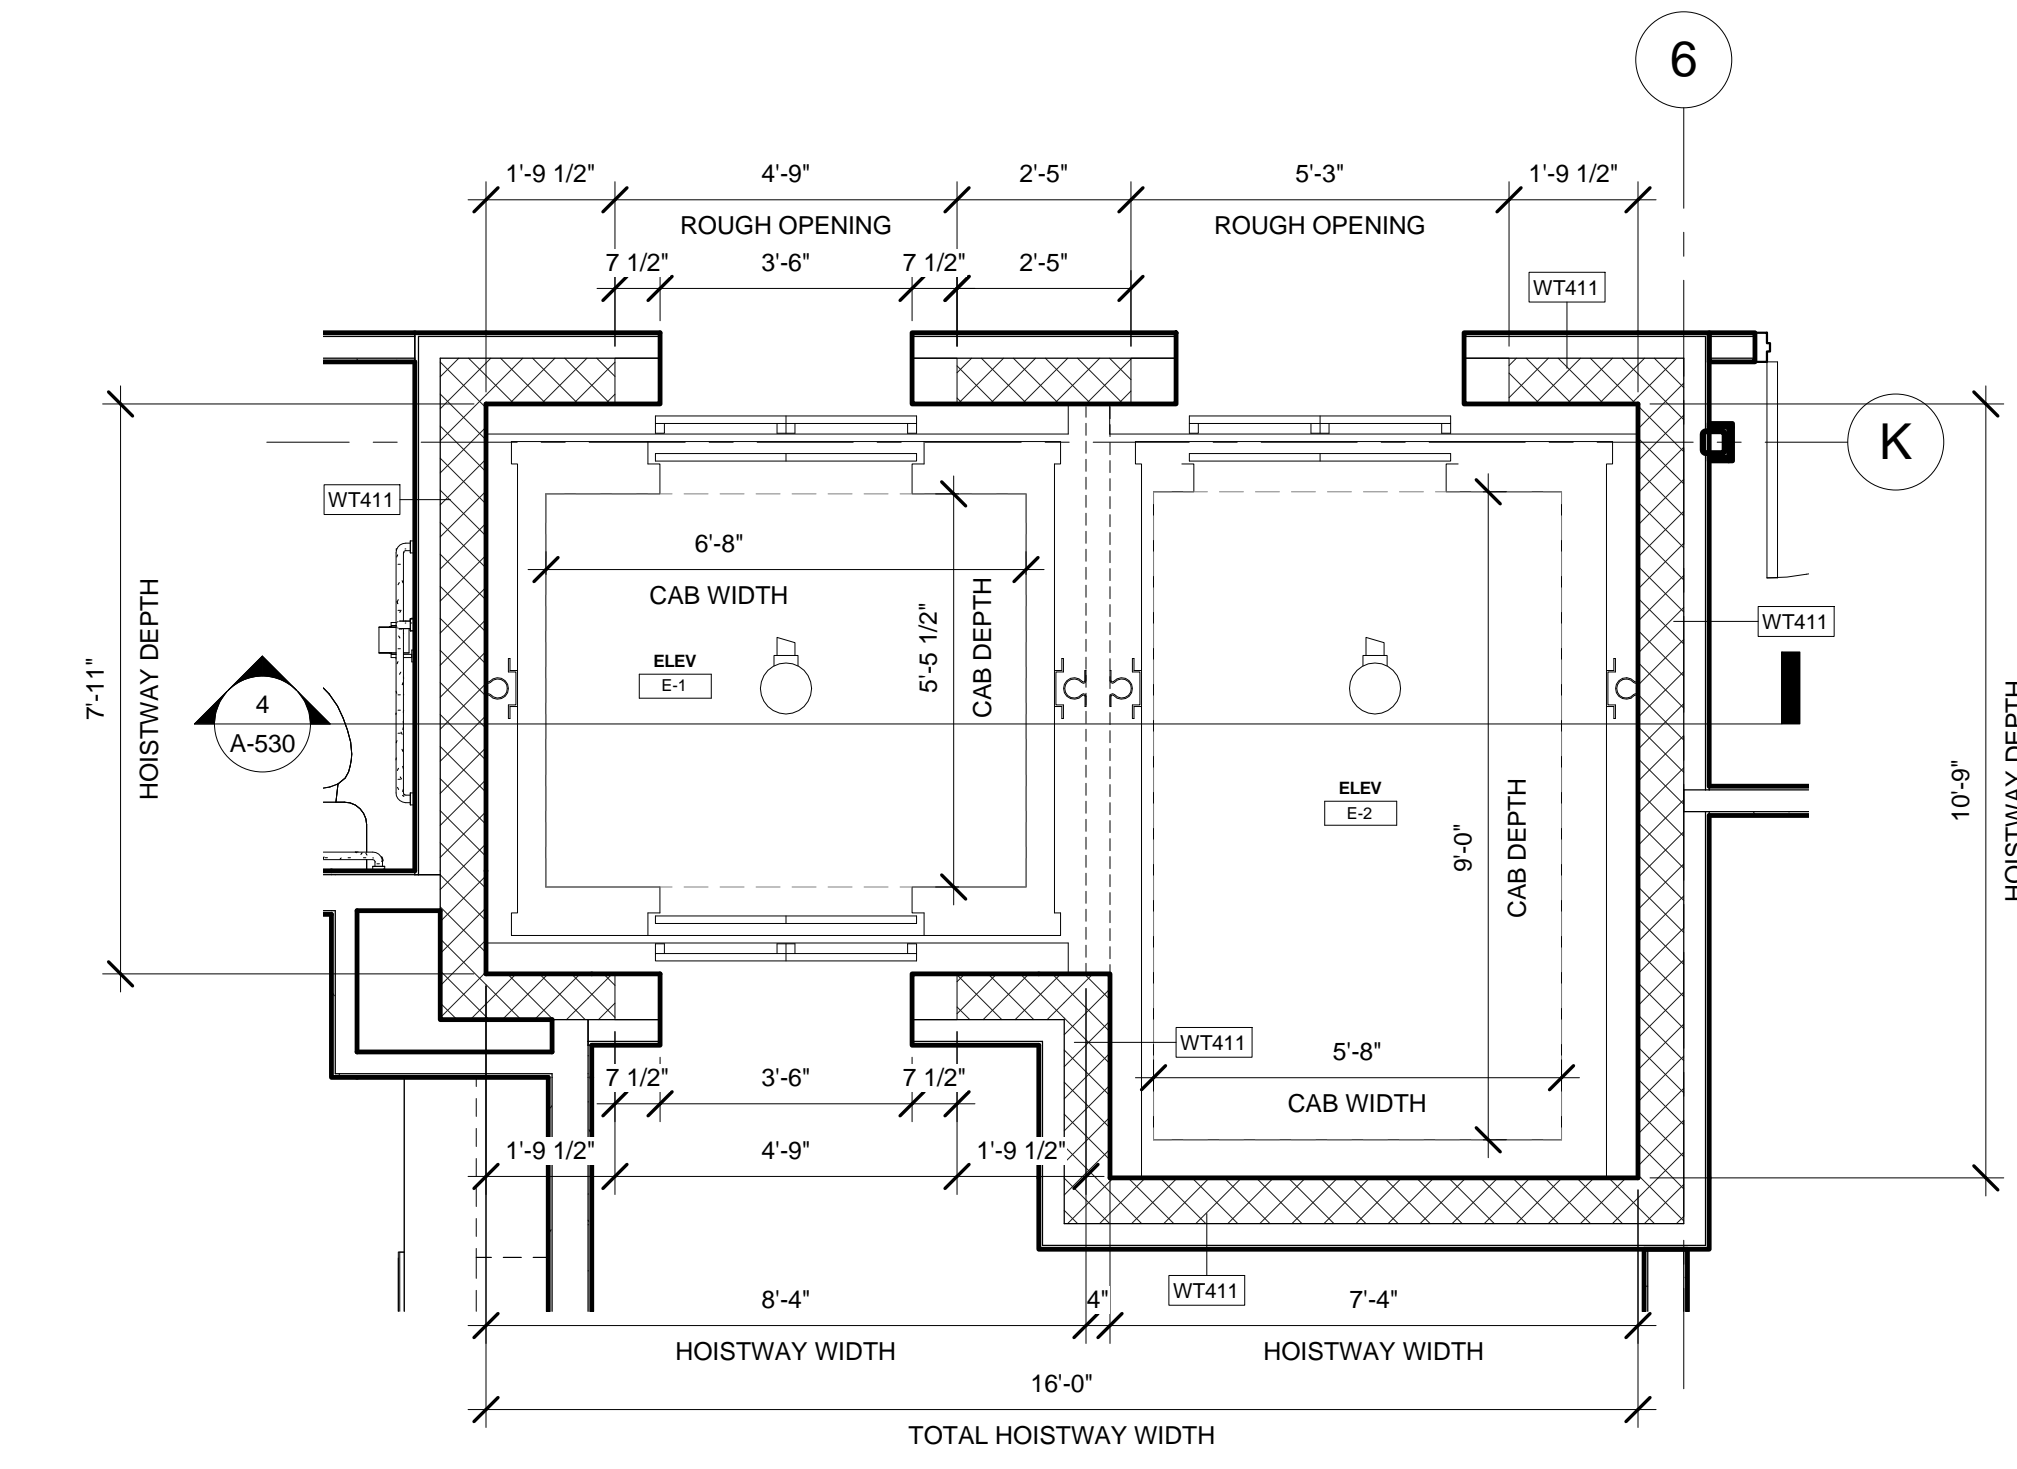 6
1'-9 1/2" 4'-9" 2'-5" 5'-3" 1'-9 1/2"
ROUGH OPENING ROUGH OPENING
7 1/2" 3'-6" 7 1/2" 2'-5"
WT411
K
WT411
6'-8"
CAB WIDTH
5'-5 1/2"
CAB DEPTH
HOISTWAY DEPTH
7'-11"
WT411
ELEV
E-1
4
A-530
ELEV
E-2
9'-0"
CAB DEPTH
10'-9"
HOISTWAY DEPTH
WT411
5'-8"
CAB WIDTH
7 1/2" 3'-6" 7 1/2"
1'-9 1/2" 4'-9" 1'-9 1/2"
WT411
8'-4" 4" 7'-4"
HOISTWAY WIDTH HOISTWAY WIDTH
16'-0"
TOTAL HOISTWAY WIDTH